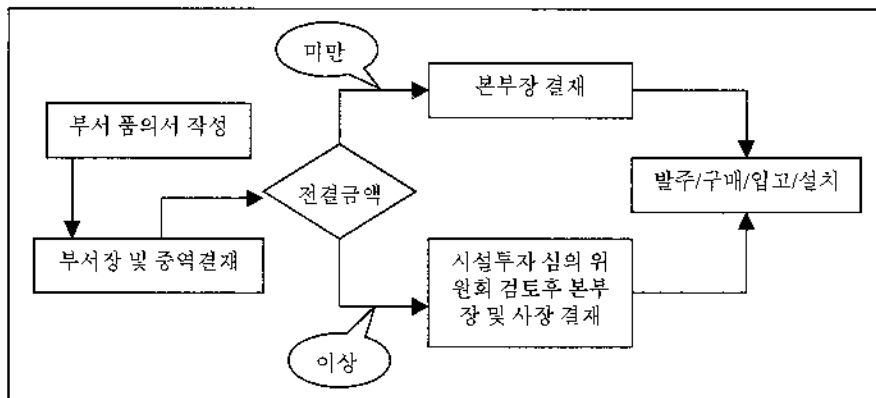 부서 품의서 작성
부서장 및 중역결재
전결금액
미만
본부장 결재
이상
시설투자 심의 위
원회 검토후 본부
장 및 사장 결재
발주/구매/입고/설치